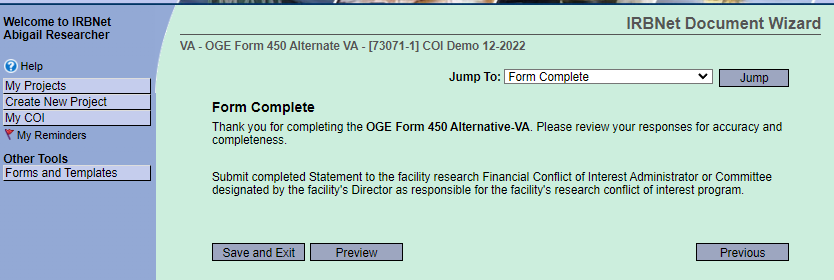 Welcome to IRBNet
Abigail Researcher
Help
My Projects
Create New Project
My COI
My Reminders
Other Tools
Forms and Templates
IRBNet Document Wizard
VA - OGE Form 450 Alternate VA - [73071-1] COI Demo 12-2022
Jump To: Form Complete Jump
Form Complete
Thank you for completing the OGE Form 450 Alternative-VA. Please review your responses for accuracy and
completeness.
Submit completed Statement to the facility research Financial Conflict of Interest Administrator or Committee
designated by the facility's Director as responsible for the facility's research conflict of interest program.
Save and Exit Preview Previous